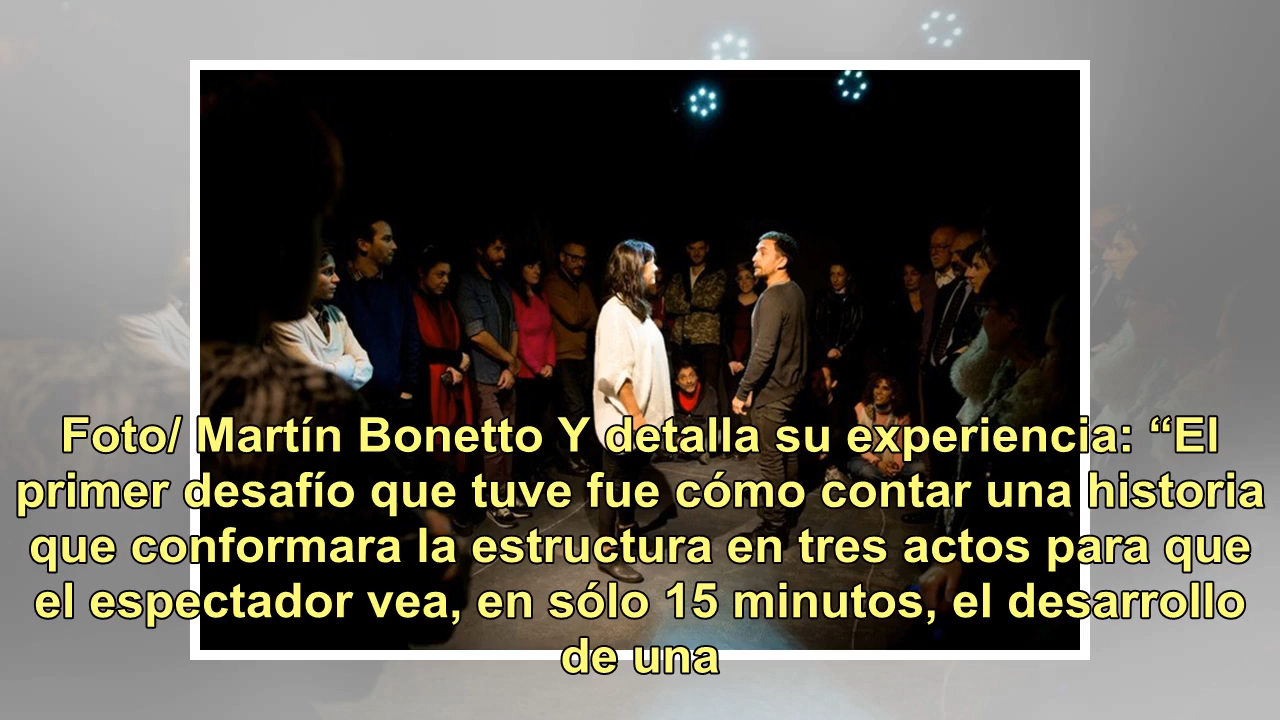 Foto/ Martín Bonetto Y detalla su experiencia: “El
primer desafío que tuve fue cómo contar una historia
que conformara la estructura en tres actos para que
el espectador vea, en sólo 15 minutos, el desarrollo
de una